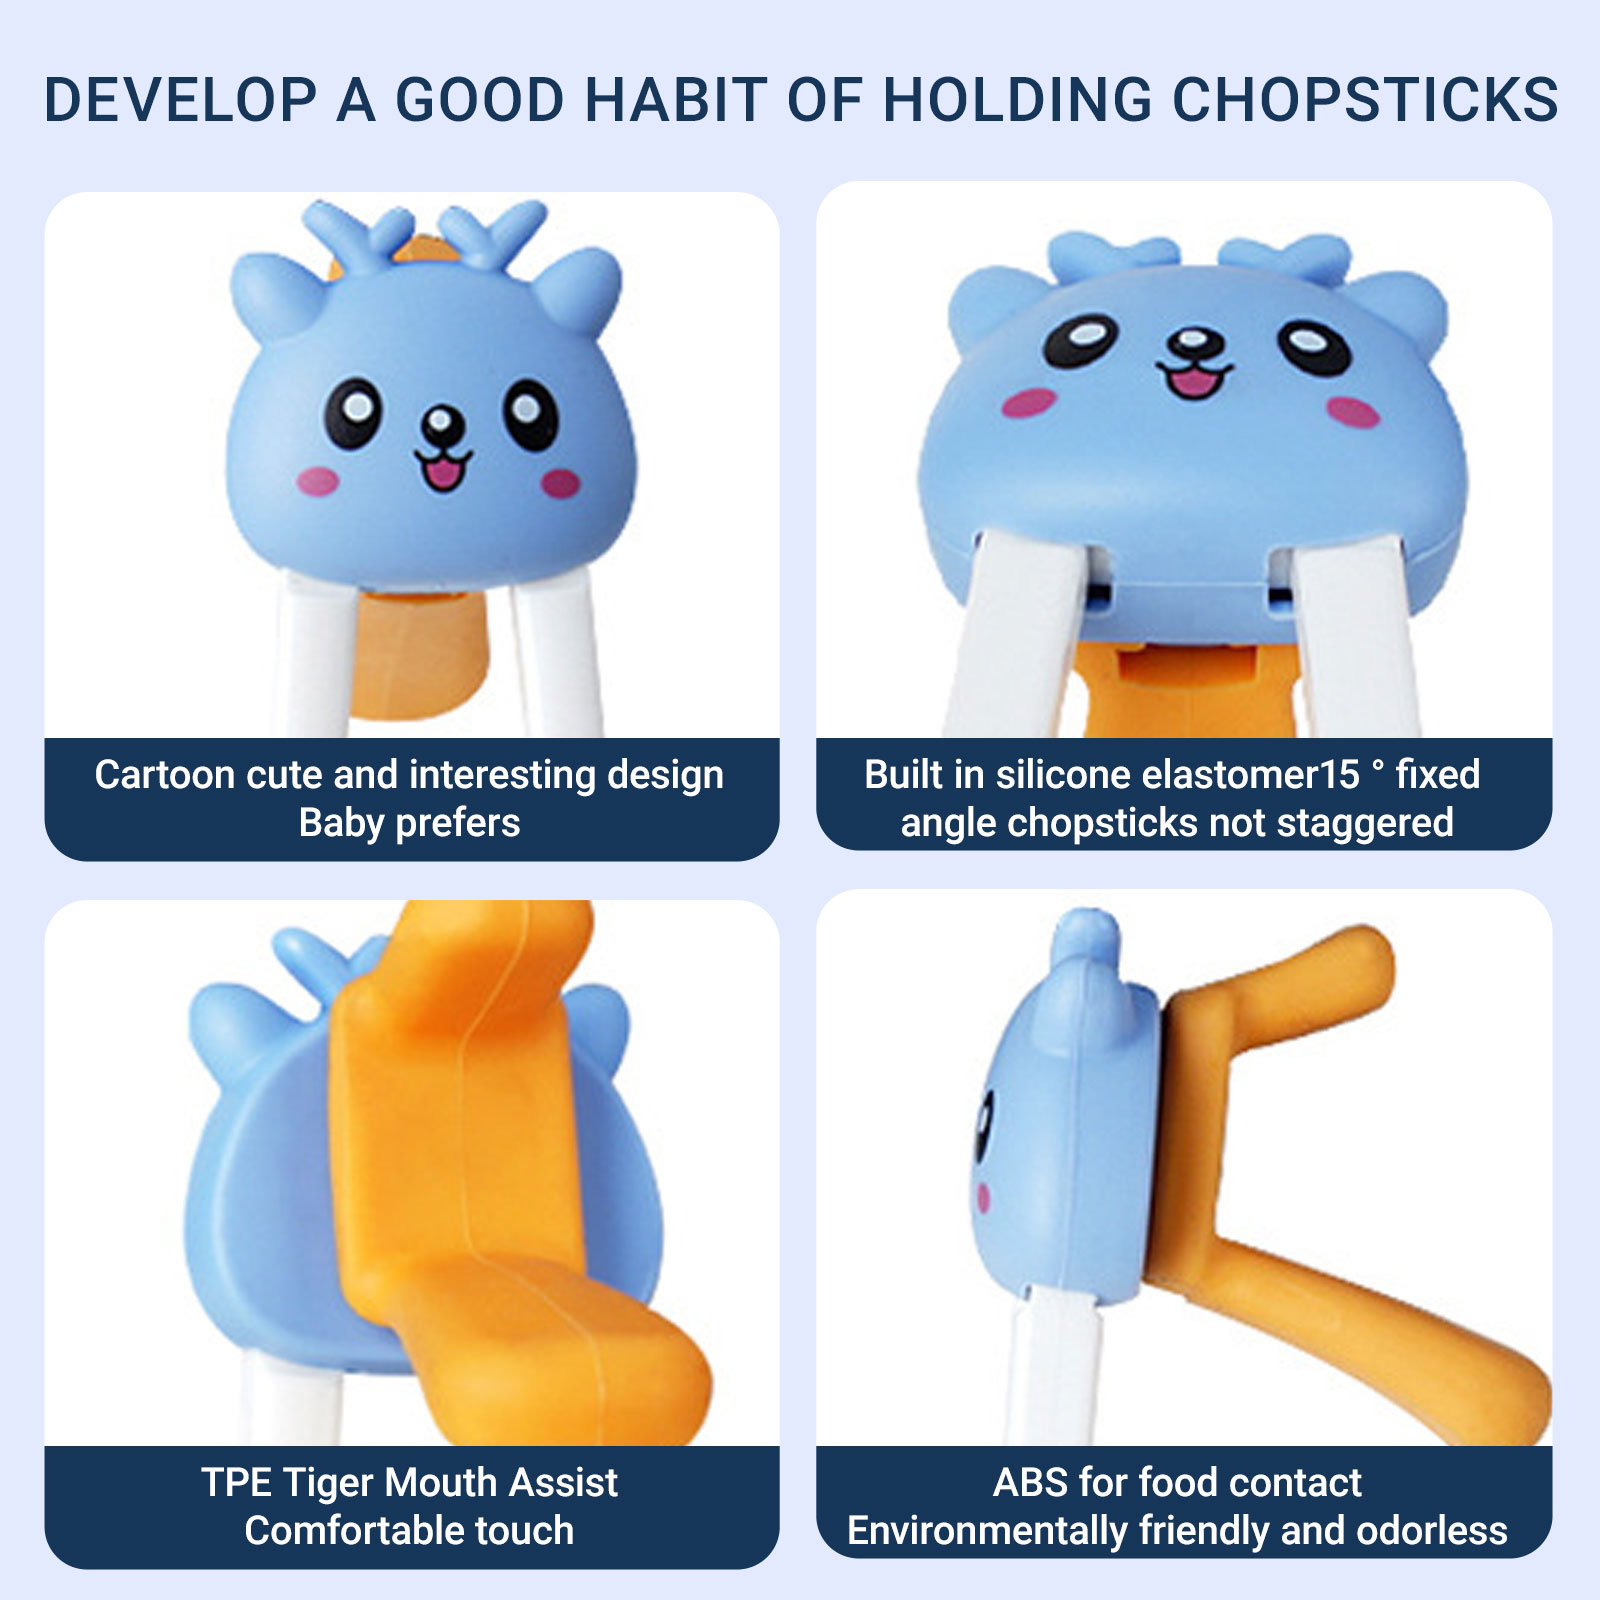 DEVELOP A GOOD HABIT OF HOLDING CHOPSTICKS
Cartoon cute and interesting design
Baby prefers
Built in silicone elastomer15 ° fixed
angle chopsticks not staggered
TPE Tiger Mouth Assist
Comfortable touch
ABS for food contact
Environmentally friendly and odorless